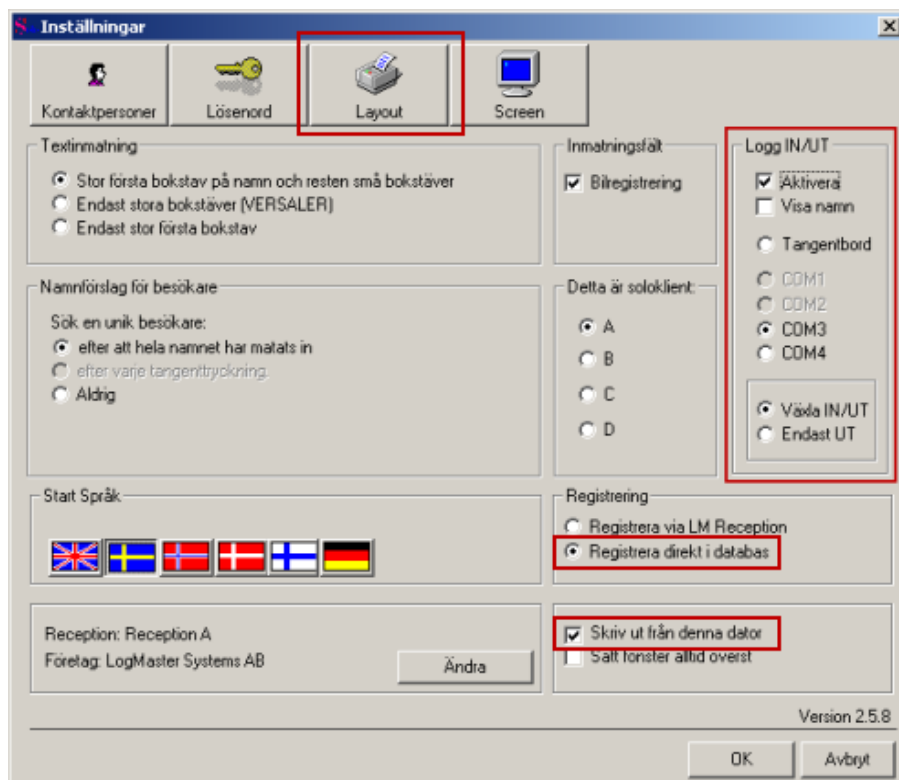 Inställningar
Kontaktpersoner
Lösenord
Layout
Screen
Textinmatning
Stor första bokstav på namn och resten små bokstäver
Endast stora bokstäver (VERSALER)
Endast stor första bokstav
Inmatningsfält
Bilregistrering
Logg IN/UT
Aktivera
Visa namn
Tangentbord
COM1
COM2
COM3
COM4
Växla IN/UT
Endast UT
Namnförslag för besökare
Sök en unik besökare:
efter att hela namnet har matats in
efter varje tangenttryckning.
Aldrig
Detta är soloklient:
A
B
C
D
Start Språk
Registrering
Registrera via LM Reception
Registrera direkt i databas
Reception: Reception A
Företag: LogMaster Systems AB
Ändra
Skriv ut från denna dator
Sätt fönster alltid överst
Version 2.5.8
OK
Avbryt